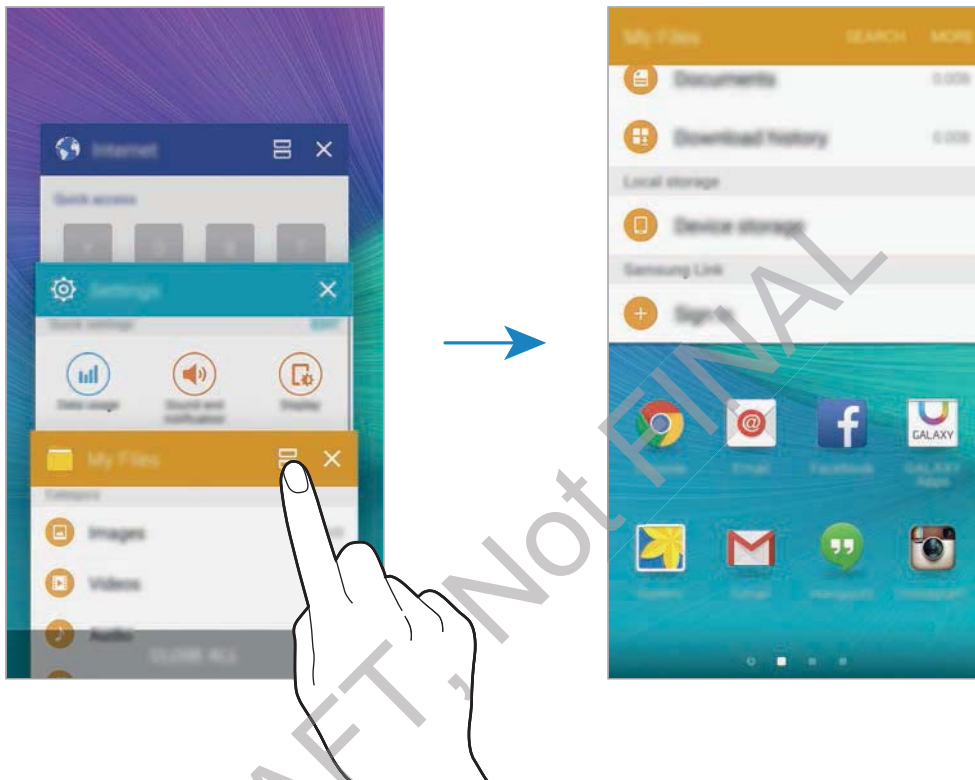 Internet
Quick access
Settings
Quick settings
EDIT
Data usage
Sound and
notification
Display
My Files
Category
Images
Videos
Audio
CLOSE ALL
My Files SEARCH MORE
Documents
Download history
Local storage
Device storage
Samsung Link
Sign in
Email
Facebook
GALAXY
GALAXY
Apps
Gmail
Hangouts
Instagram
DRAFT, Not FINAL